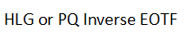 HLG or PQ Inverse EOTF